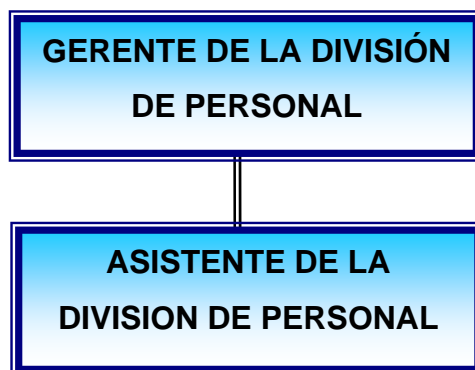 GERENTE DE LA DIVISIÓN
DE PERSONAL
ASISTENTE DE LA
DIVISION DE PERSONAL